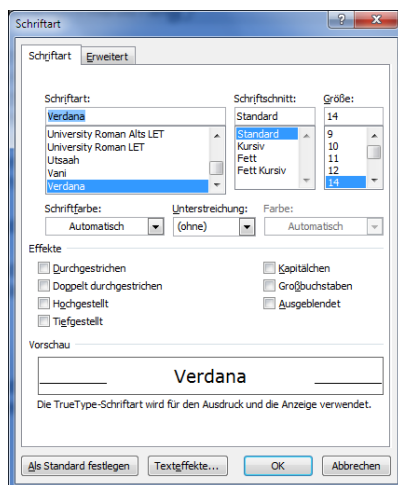 Schriftart
Schriftart Erweitert
Schriftart: Schriftschnitt: Größe:
Verdana Standard 14
University Roman Alts LET Standard 9
University Roman LET Kursiv 10
Utsaah Fett 11
Vani Fett Kursiv 12
Verdana 14
Schriftfarbe: Unterstreichung: Farbe:
Automatisch (ohne) Automatisch
Effekte
Durchgestrichen Kapitälchen
Doppelt durchgestrichen Großbuchstaben
Hochgestellt Ausgeblendet
Tiefgestellt
Vorschau
Verdana
Die TrueType-Schriftart wird für den Ausdruck und die Anzeige verwendet.
Als Standard festlegen Texteffekte... OK Abbrechen